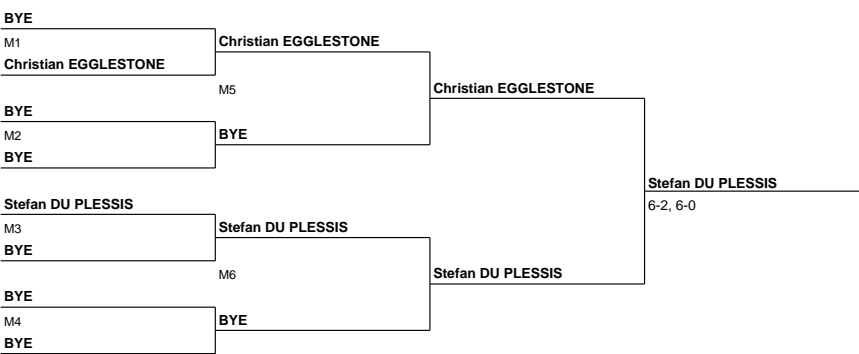 BYE
M1
Christian EGGLESTONE
Christian EGGLESTONE
M5
Christian EGGLESTONE
BYE
M2
BYE
BYE
Stefan DU PLESSIS
6-2, 6-0
Stefan DU PLESSIS
M3
BYE
Stefan DU PLESSIS
M6
Stefan DU PLESSIS
BYE
M4
BYE
BYE